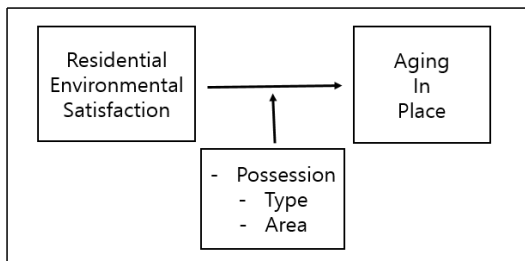 Residential
Environmental
Satisfaction
Aging
In
Place
- Possession
- Type
- Area